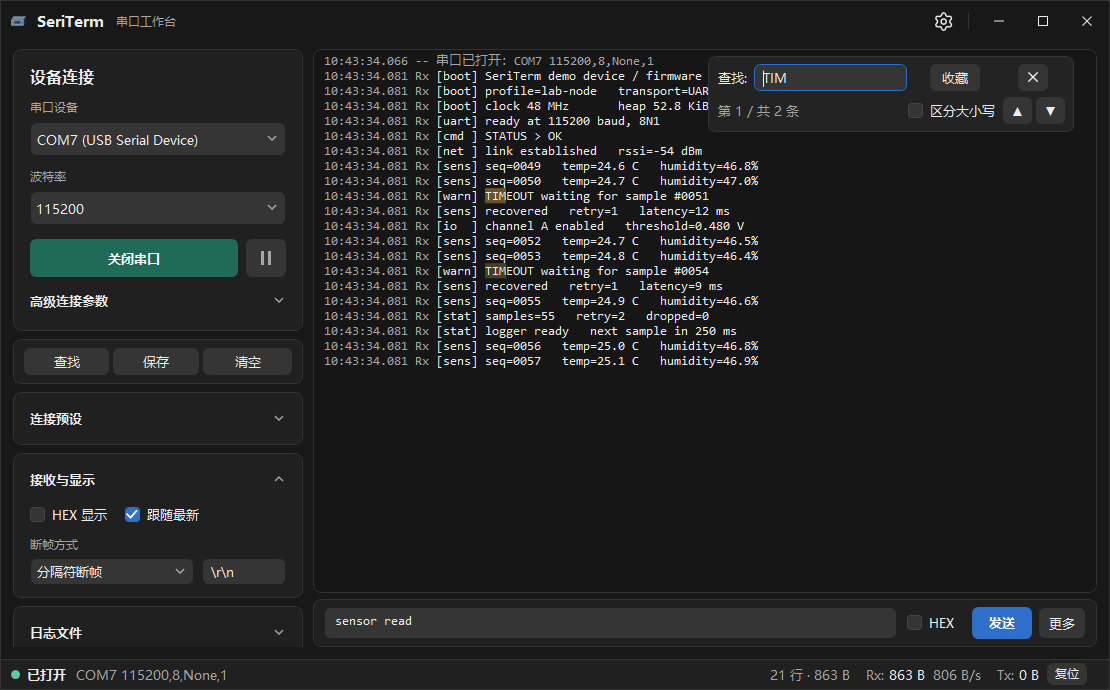 SeriTerm 串口工作台
设备连接
串口设备
COM7 (USB Serial Device)
波特率
115200
关闭串口
高级连接参数
查找 保存 清空
连接预设
接收与显示
HEX 显示 跟随最新
断帧方式
分隔符断帧 \r\n
日志文件
10:43:34.066 -- 串口已打开: COM7 115200,8,None,1
10:43:34.081 Rx [boot] SeriTerm demo device / firmware
10:43:34.081 Rx [boot] profile=lab-node transport=UAR
10:43:34.081 Rx [boot] clock 48 MHz heap 52.8 KiB
10:43:34.081 Rx [uart] ready at 115200 baud, 8N1
10:43:34.081 Rx [cmd ] STATUS > OK
10:43:34.081 Rx [net ] link established rssi=-54 dBm
10:43:34.081 Rx [sens] seq=0049 temp=24.6 C humidity=46.8%
10:43:34.081 Rx [sens] seq=0050 temp=24.7 C humidity=47.0%
10:43:34.081 Rx [warn] TIMEOUT waiting for sample #0051
10:43:34.081 Rx [sens] recovered retry=1 latency=12 ms
10:43:34.081 Rx [io  ] channel A enabled threshold=0.480 V
10:43:34.081 Rx [sens] seq=0052 temp=24.7 C humidity=46.5%
10:43:34.081 Rx [sens] seq=0053 temp=24.8 C humidity=46.4%
10:43:34.081 Rx [warn] TIMEOUT waiting for sample #0054
10:43:34.081 Rx [sens] recovered retry=1 latency=9 ms
10:43:34.081 Rx [sens] seq=0055 temp=24.9 C humidity=46.6%
10:43:34.081 Rx [stat] samples=55 retry=2 dropped=0
10:43:34.081 Rx [stat] logger ready next sample in 250 ms
10:43:34.081 Rx [sens] seq=0056 temp=25.0 C humidity=46.8%
10:43:34.081 Rx [sens] seq=0057 temp=25.1 C humidity=46.9%
查找: TIM 收藏
第 1 / 共 2 条 区分大小写
sensor read HEX 发送 更多
已打开 COM7 115200,8,None,1 21 行 · 863 B Rx: 863 B 806 B/s Tx: 0 B 复位